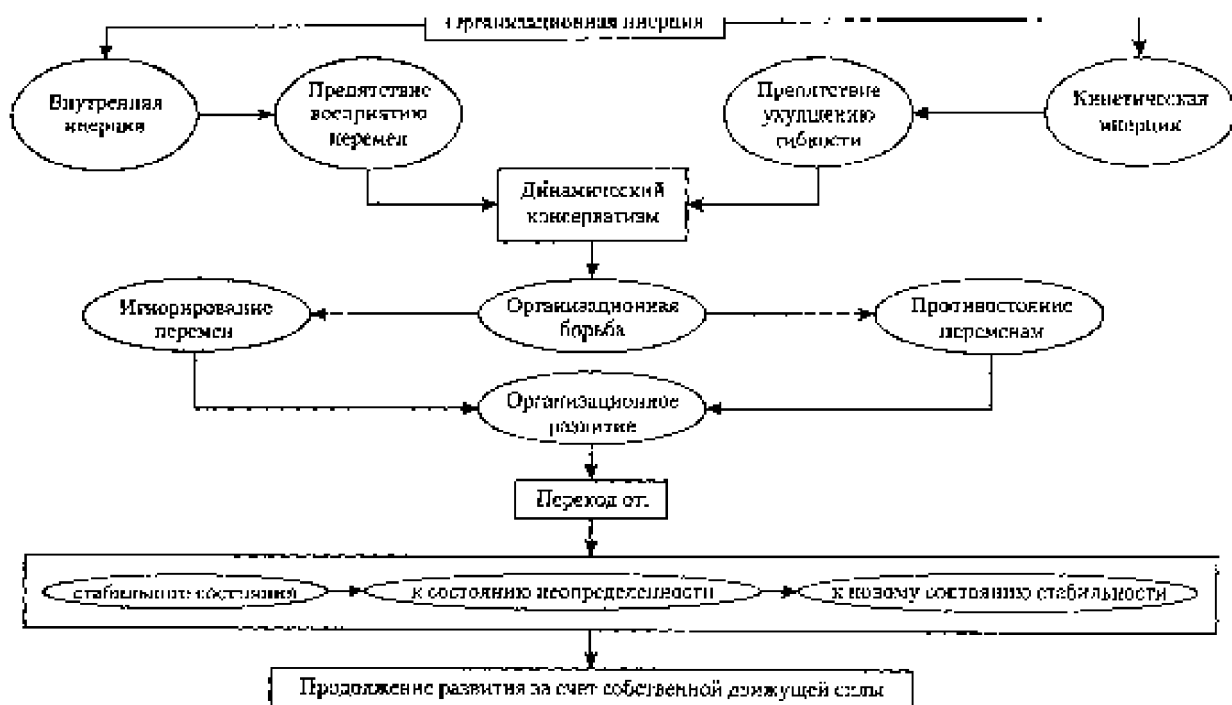 Организационная инерция
Внутренняя
инерция
Препятствие
восприятию
перемен
Препятствие
укуплению
гибкости
Кинетическая
инерция
Динамический
консерватизм
Игнорирование
перемен
Организационная
борьба
Противостояние
переменам
Организационное
развитие
Переход от:
стабильного состояния
к состоянию неопределенности
к новому состоянию стабильности
Продолжение развития за счет собственной движущей силы